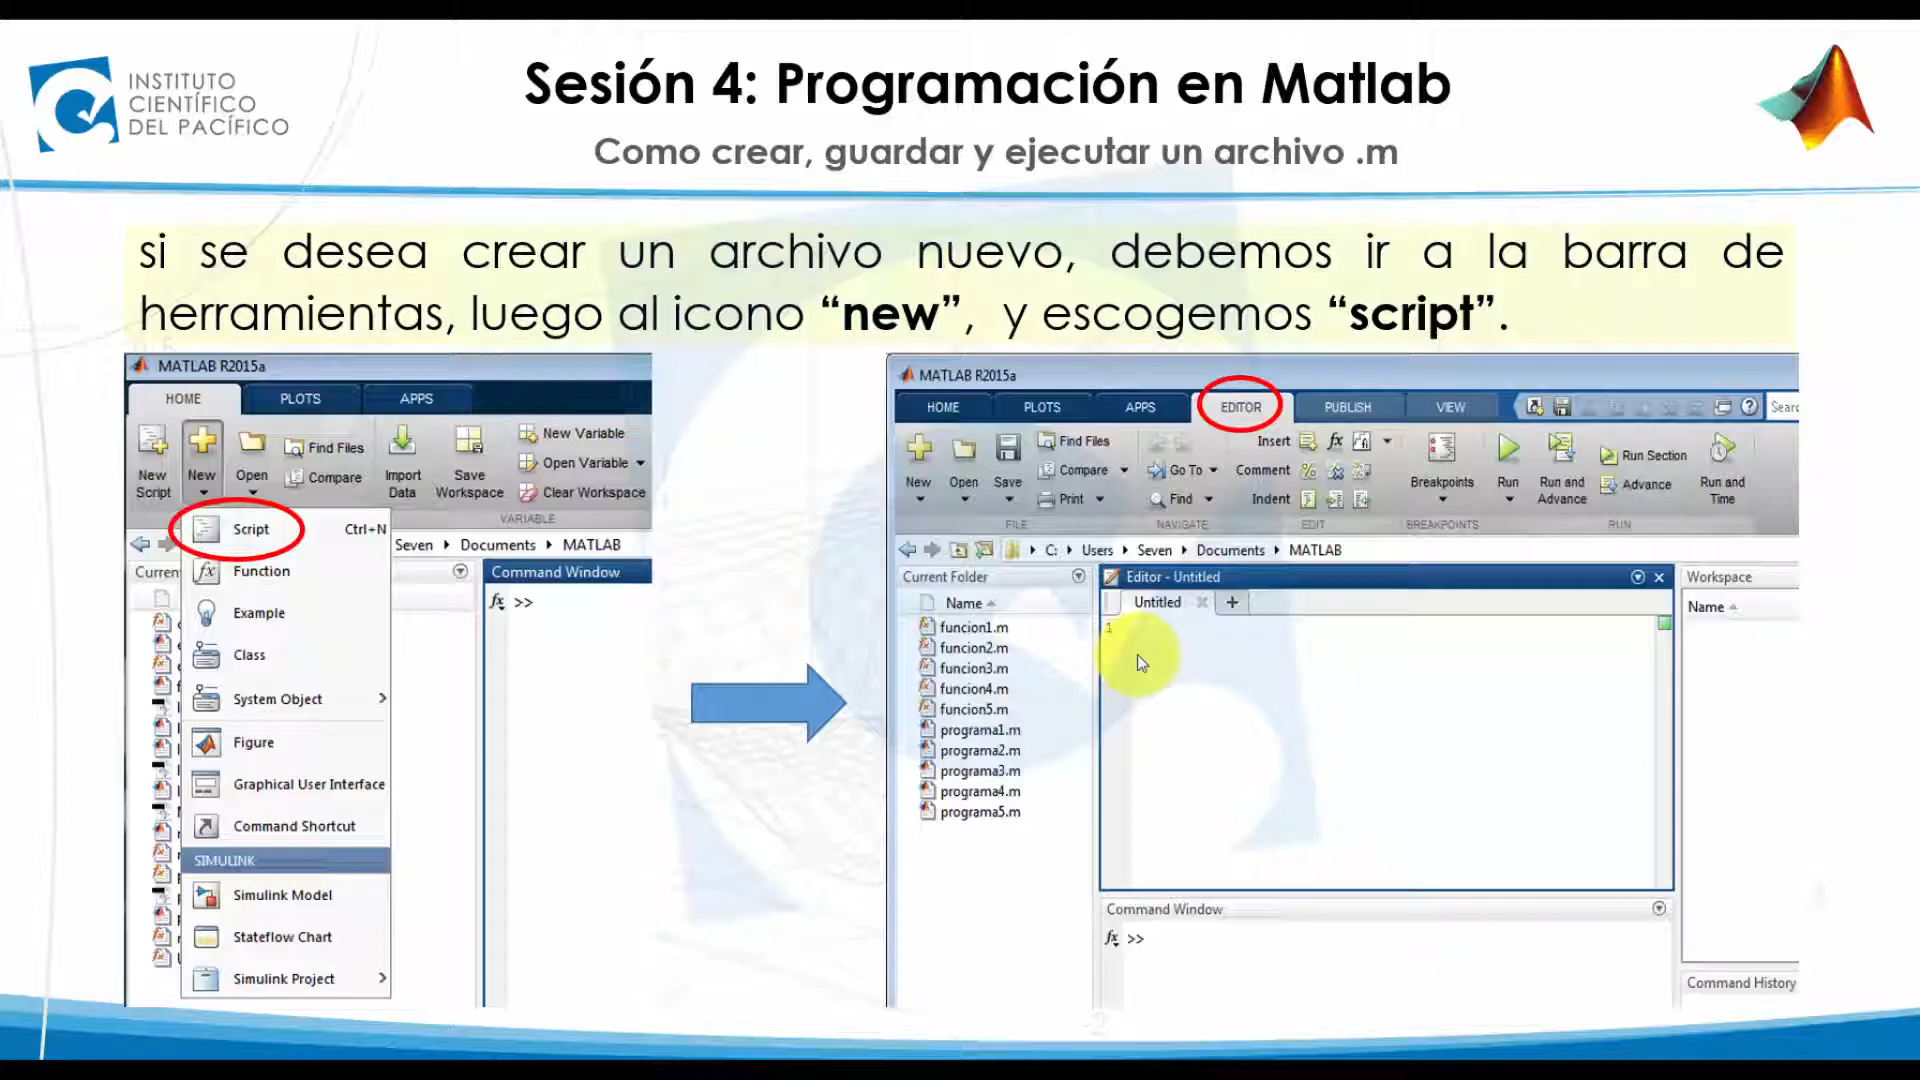 INSTITUTO
CIENTÍFICO
DEL PACÍFICO
Sesión 4: Programación en Matlab
Como crear, guardar y ejecutar un archivo .m
si se desea crear un archivo nuevo, debemos ir a la barra de
herramientas, luego al icono “new”, y escogemos “script”.
MATLAB R2015a
HOME PLOTS APPS
New Script
New
Open
Find Files
Compare
Import Data
Save Workspace
New Variable
Open Variable
Clear Workspace
VARIABLE
Seven Documents MATLAB
Script Ctrl+N
Function
Example
Class
System Object
Figure
Graphical User Interface
Command Shortcut
SIMULINK
Simulink Model
Stateflow Chart
Simulink Project
Command Window
fx >>
MATLAB R2015a
HOME PLOTS APPS EDITOR PUBLISH VIEW
New
Open
Save
Find Files
Compare
Print
Go To
Find
Insert fx
Comment %
Indent
Breakpoints
Run
Run and Advance
Run Section
Advance
Run and Time
FILE NAVIGATE EDIT BREAKPOINTS RUN
C: Users Seven Documents MATLAB
Current Folder
Name
funcion1.m
funcion2.m
funcion3.m
funcion4.m
funcion5.m
programa1.m
programa2.m
programa3.m
programa4.m
programa5.m
Editor - Untitled
Untitled +
1
Command Window
fx >>
Workspace
Name
Command History